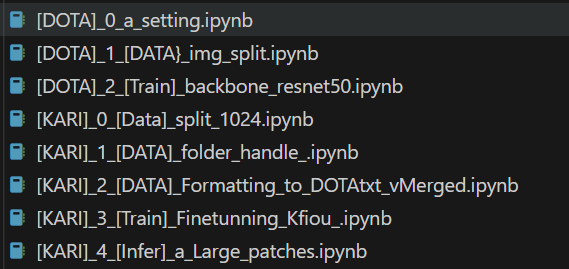 [DOTA]_0_a_setting.ipynb
[DOTA]_1_[DATA}_img_split.ipynb
[DOTA]_2_[Train]_backbone_resnet50.ipynb
[KARI]_0_[Data]_split_1024.ipynb
[KARI]_1_[DATA]_folder_handle_.ipynb
[KARI]_2_[DATA]_Formatting_to_DOTAtxt_vMerged.ipynb
[KARI]_3_[Train]_Finetunning_Kfiou_.ipynb
[KARI]_4_[Infer]_a_Large_patches.ipynb